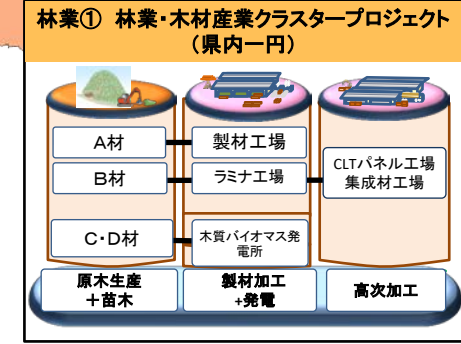 林業① 林業・木材産業クラスタープロジェクト
（県内一円）
A材
製材工場
B材
ラミナ工場
CLTパネル工場
集成材工場
C・D材
木質バイオマス発
電所
原木生産
＋苗木
製材加工
+発電
高次加工